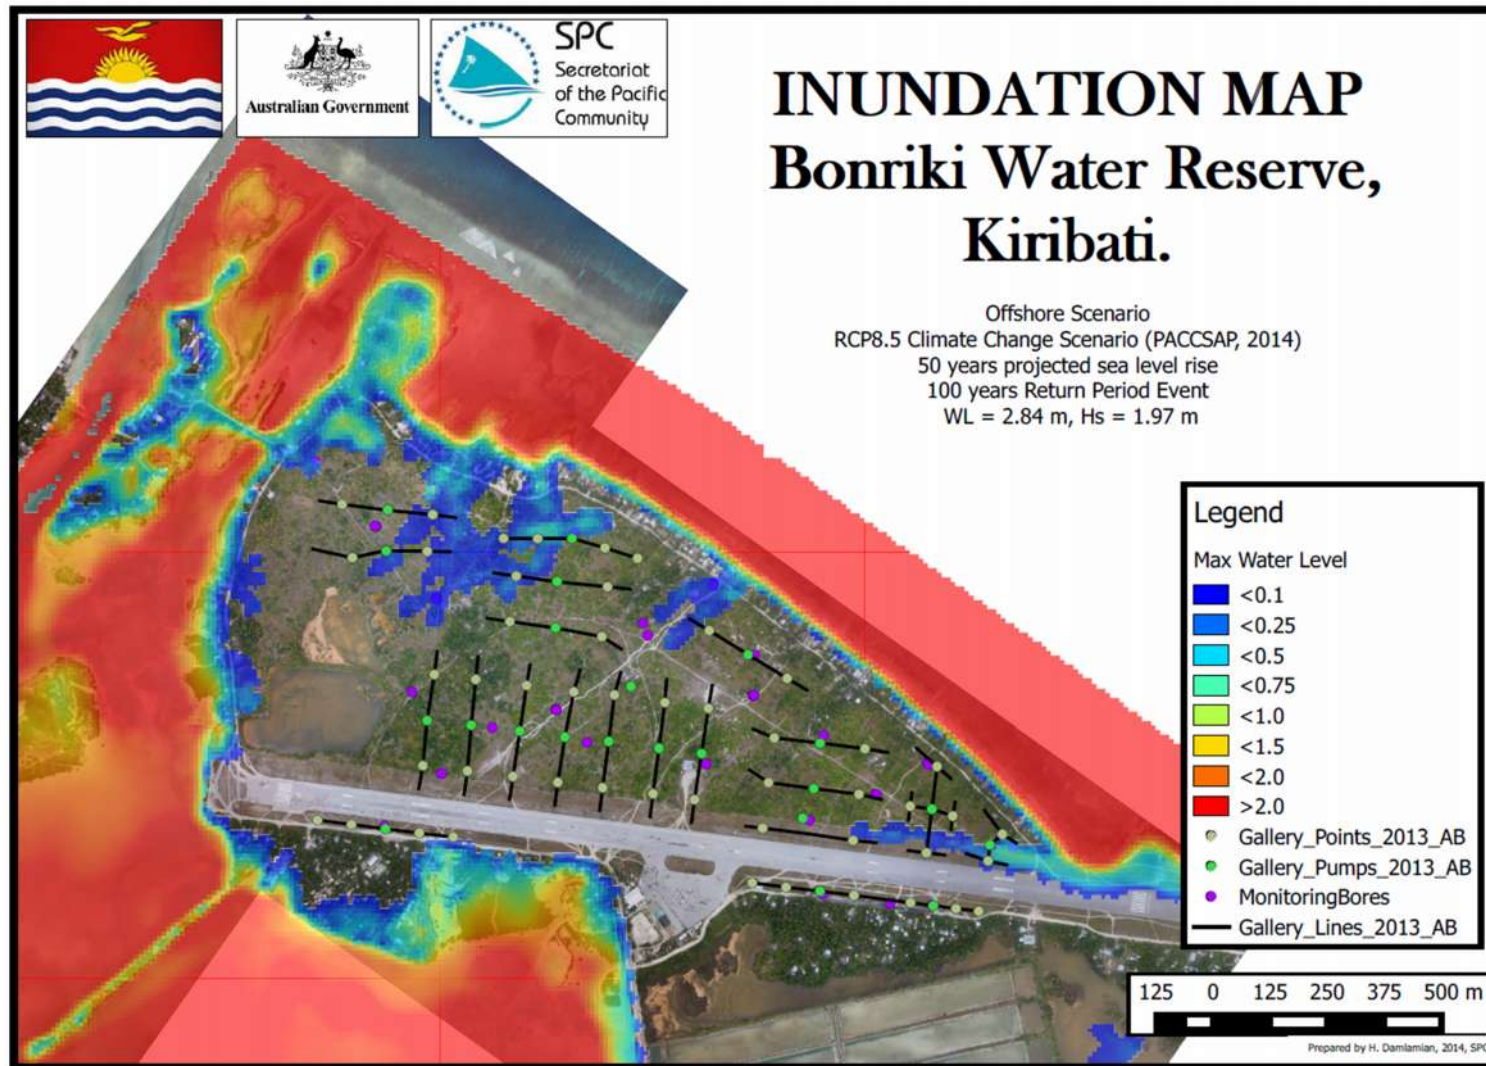 Australian Government
SPC
Secretariat
of the Pacific
Community
INUNDATION MAP
Bonriki Water Reserve,
Kiribati.
Offshore Scenario
RCP8.5 Climate Change Scenario (PACCSAP, 2014)
50 years projected sea level rise
100 years Return Period Event
WL = 2.84 m, Hs = 1.97 m
Legend
Max Water Level
<0.1
<0.25
<0.5
<0.75
<1.0
<1.5
<2.0
>2.0
Gallery_Points_2013_AB
Gallery_Pumps_2013_AB
MonitoringBores
Gallery_Lines_2013_AB
125 0 125 250 375 500 m
Prepared by H. Damlamian, 2014, SPC